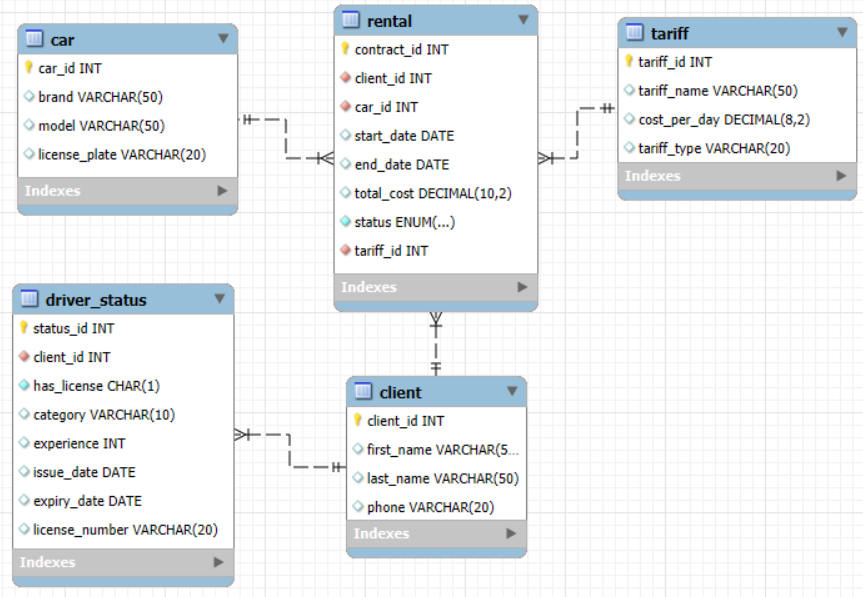 car
car_id INT
brand VARCHAR(50)
model VARCHAR(50)
license_plate VARCHAR(20)
Indexes
rental
contract_id INT
client_id INT
car_id INT
start_date DATE
end_date DATE
total_cost DECIMAL(10,2)
status ENUM(...)
tariff_id INT
Indexes
tariff
tariff_id INT
tariff_name VARCHAR(50)
cost_per_day DECIMAL(8,2)
tariff_type VARCHAR(20)
Indexes
driver_status
status_id INT
client_id INT
has_license CHAR(1)
category VARCHAR(10)
experience INT
issue_date DATE
expiry_date DATE
license_number VARCHAR(20)
Indexes
client
client_id INT
first_name VARCHAR(5...
last_name VARCHAR(50)
phone VARCHAR(20)
Indexes